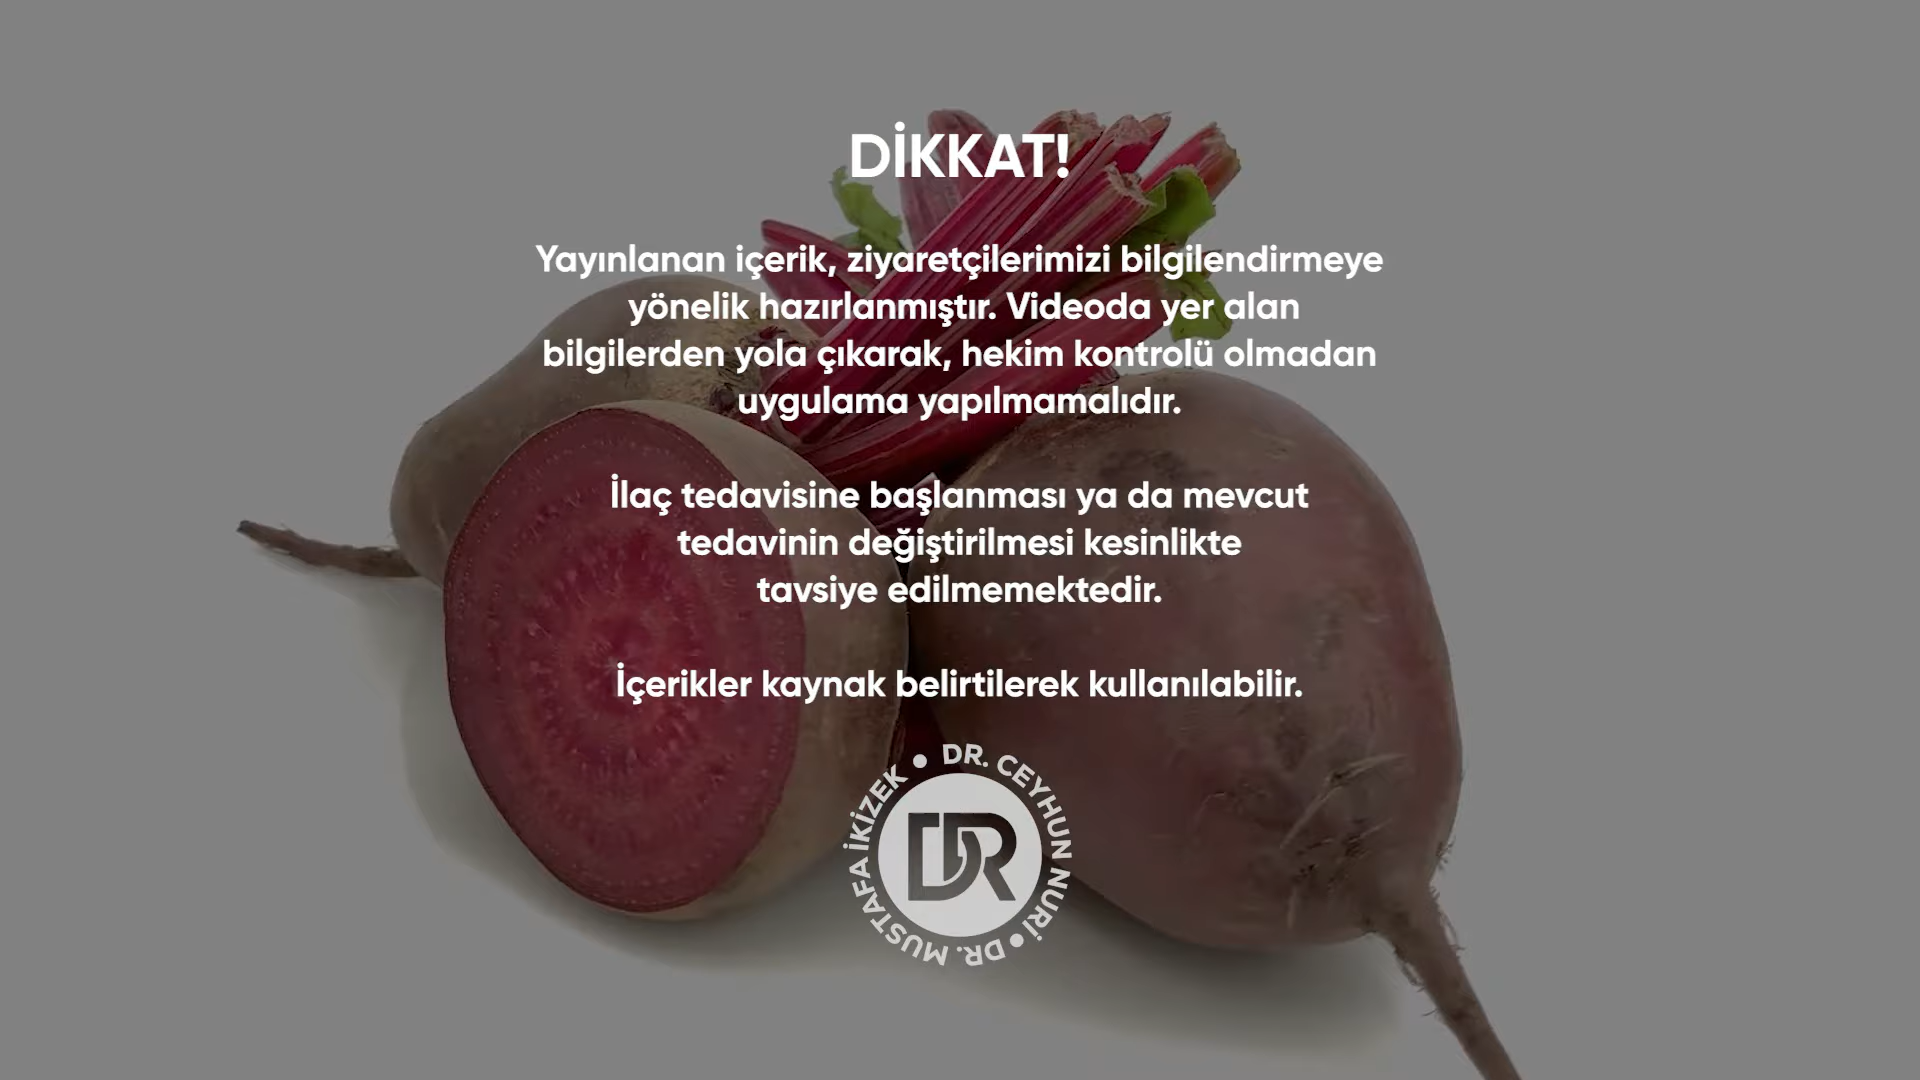 DİKKAT!
Yayınlanan içerik, ziyaretçilerimizi bilgilendirmeye
yönelik hazırlanmıştır. Videoda yer alan
bilgilerden yola çıkarak, hekim kontrolü olmadan
uygulama yapılmamalıdır.
İlaç tedavisine başlanması ya da mevcut
tedavinin değiştirilmesi kesinlikte
tavsiye edilmemektedir.
İçerikler kaynak belirtilerek kullanılabilir.
DR. CEYHUN NURİ • DR. MUSTAFA İKİZEK •
DR